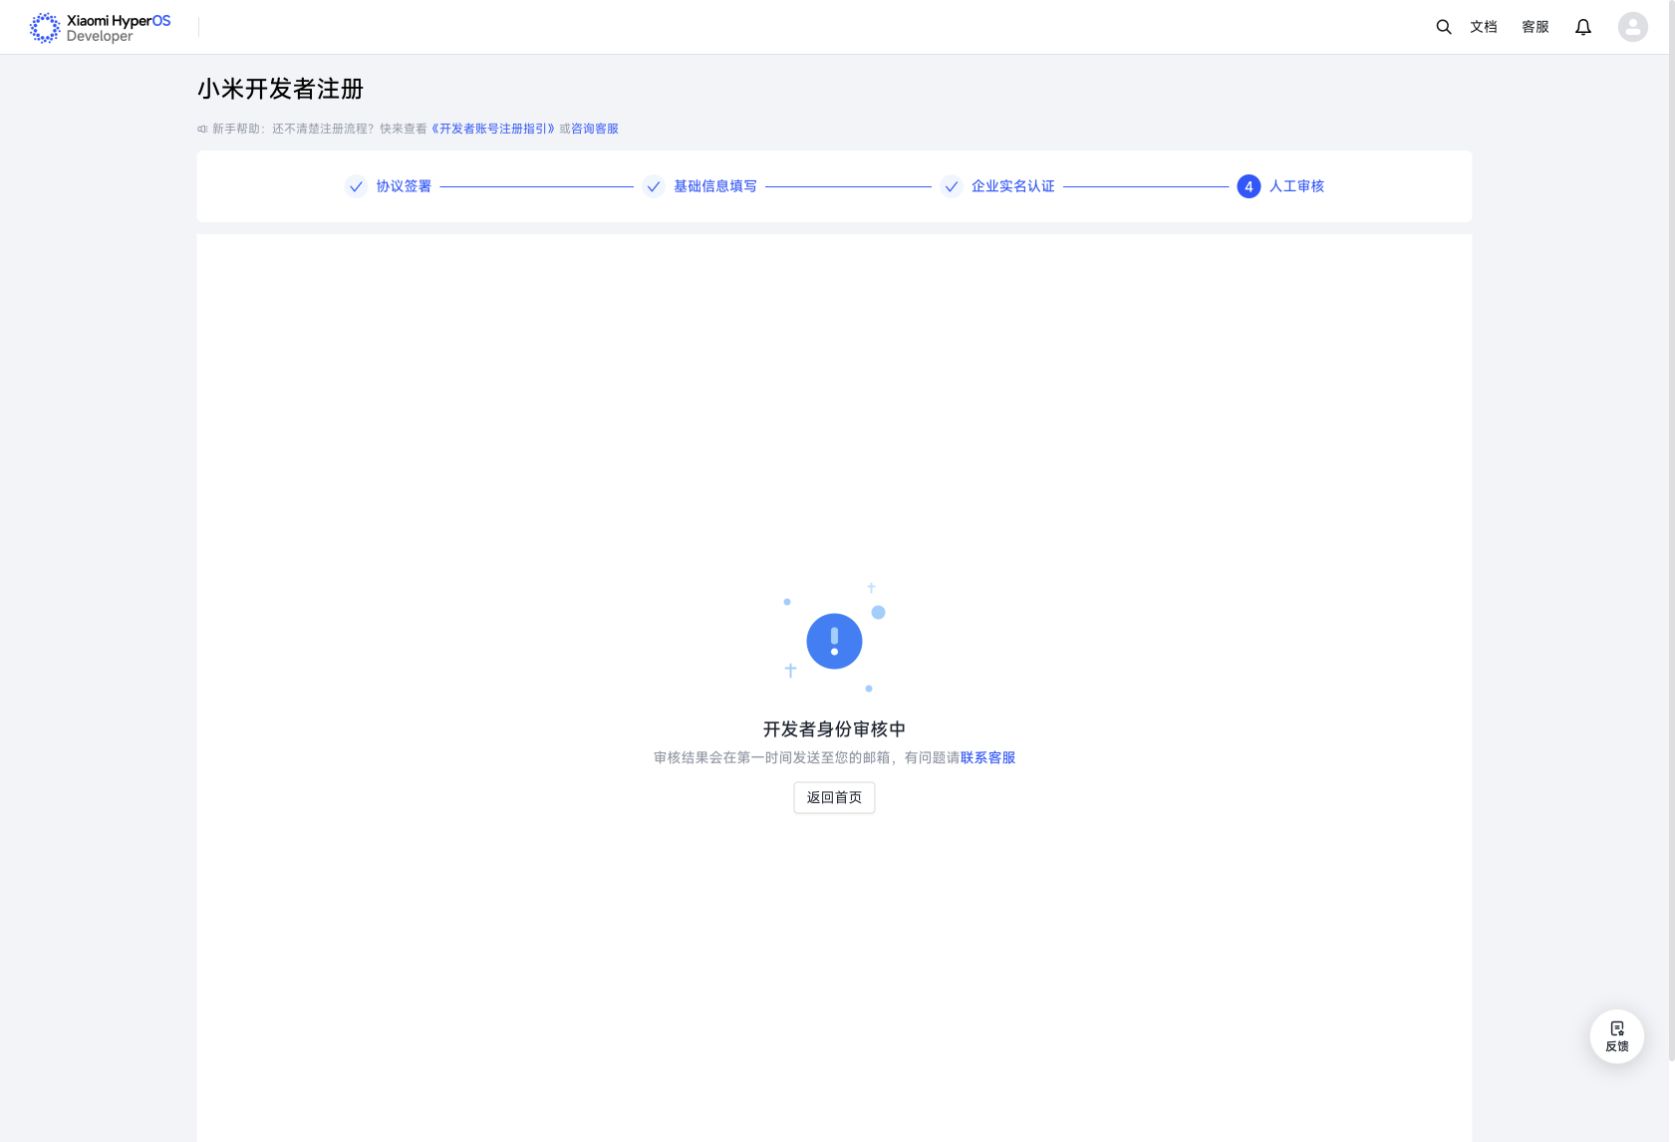 Xiaomi HyperOS
Developer
文档
客服
小米开发者注册
新手帮助：还不清楚注册流程？快来查看《开发者账号注册指引》或咨询客服
协议签署
基础信息填写
企业实名认证
4 人工审核
开发者身份审核中
审核结果会在第一时间发送至您的邮箱，有问题请联系客服
返回首页
反馈